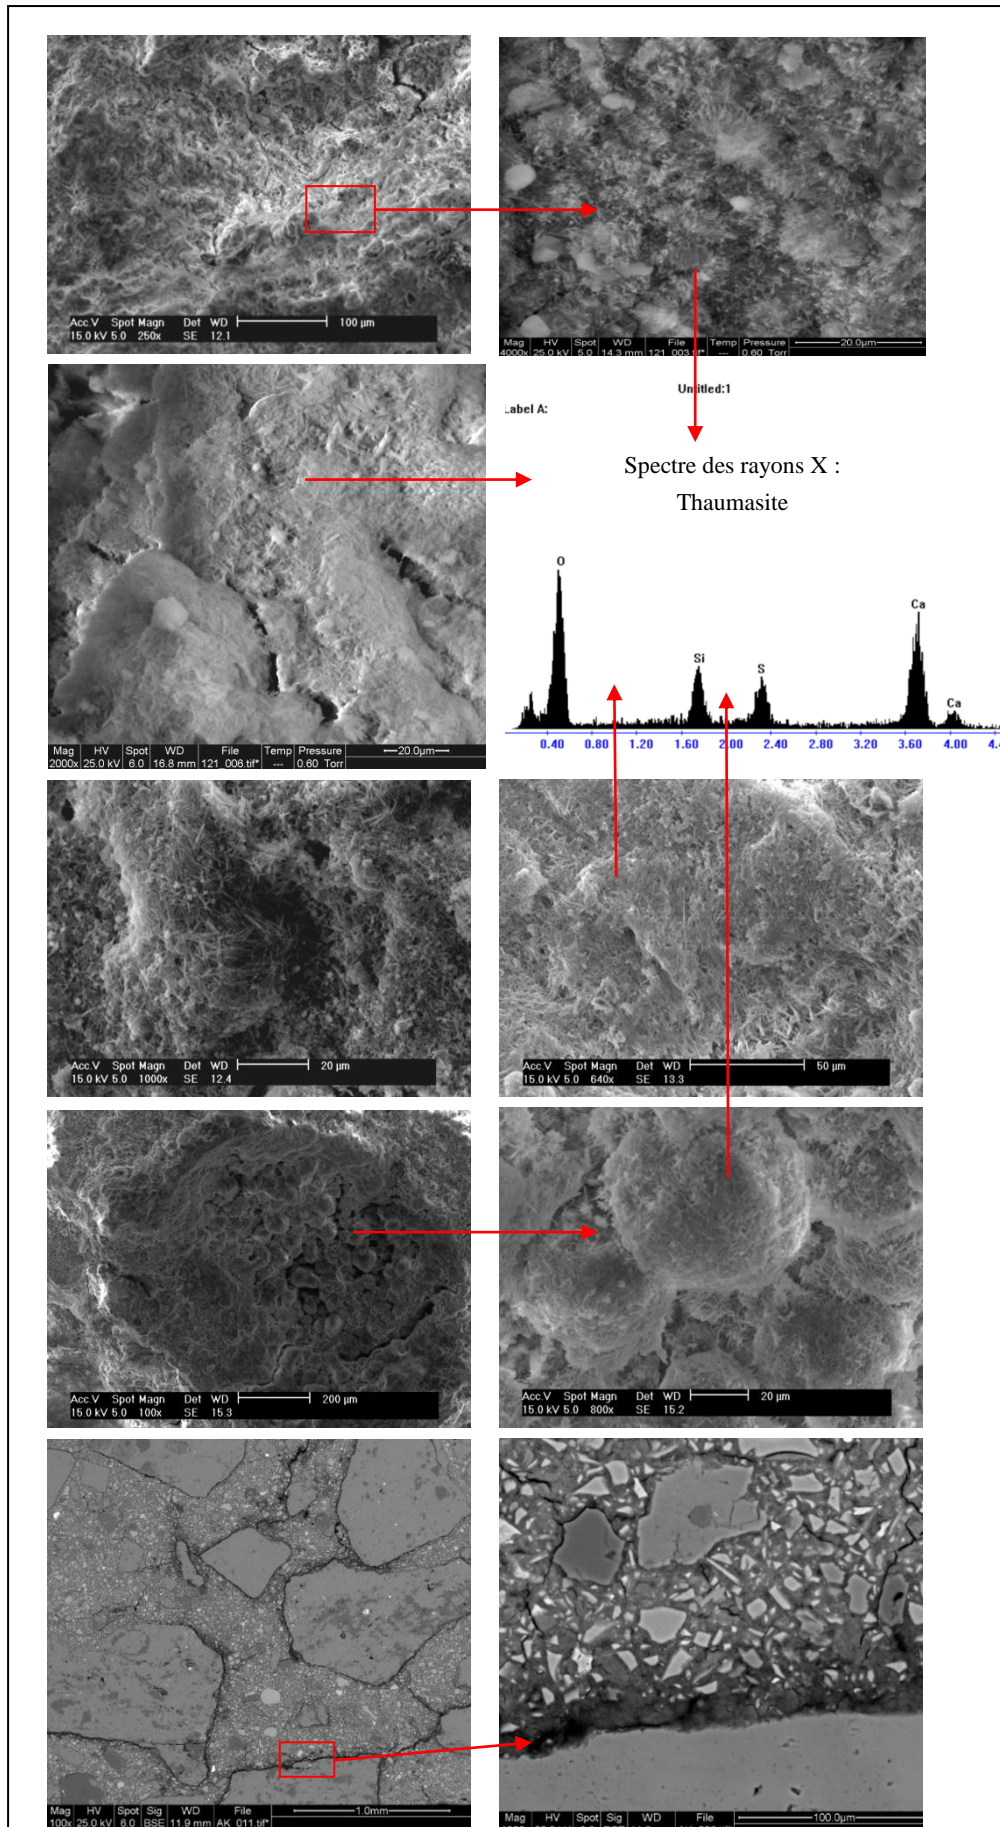 Acc.V Spot Magn Det WD 100 µm
15.0 kV 5.0 250x SE 12.1
Mag HV Spot WD File Temp Pressure 20.0µm
4000x 25.0 kV 5.0 14.3 mm 121_003.tif* --- 0.60 Torr
Untitled:1
Label A:
Spectre des rayons X :
Thaumasite
O
Si
S
Ca
Ca
0.40 0.80 1.20 1.60 2.00 2.40 2.80 3.20 3.60 4.00
Mag HV Spot WD File Temp Pressure 20.0µm
2000x 25.0 kV 6.0 16.8 mm 121_006.tif* --- 0.60 Torr
Acc.V Spot Magn Det WD 20 µm
15.0 kV 5.0 1000x SE 12.4
Acc.V Spot Magn Det WD 50 µm
15.0 kV 5.0 640x SE 13.3
Acc.V Spot Magn Det WD 200 µm
15.0 kV 5.0 100x SE 15.3
Acc.V Spot Magn Det WD 20 µm
15.0 kV 5.0 800x SE 15.2
Mag HV Spot Sig WD File 1.0mm
100x 25.0 kV 6.0 BSE 11.9 mm AK_011.tif*
Mag HV Spot Sig WD File 100.0µm